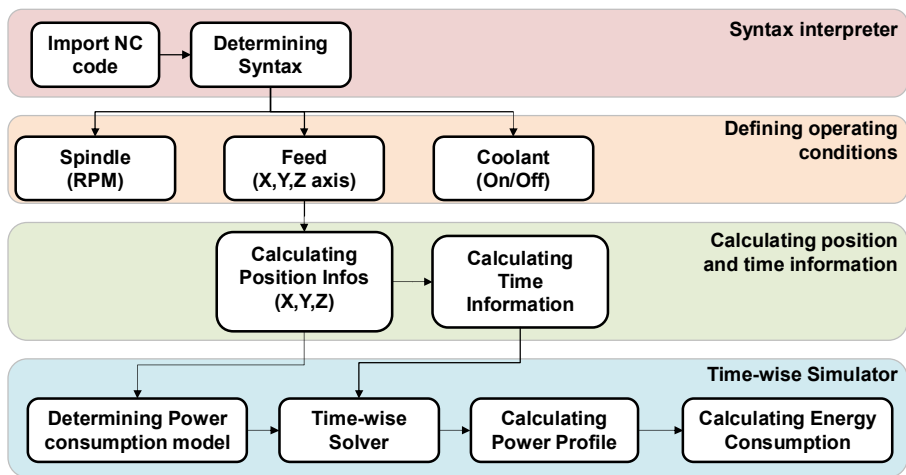 Syntax interpreter
Import NC
code
Determining
Syntax
Defining operating
conditions
Spindle
(RPM)
Feed
(X,Y,Z axis)
Coolant
(On/Off)
Calculating position
and time information
Calculating
Position Infos
(X,Y,Z)
Calculating
Time
Information
Time-wise Simulator
Determining Power
consumption model
Time-wise
Solver
Calculating
Power Profile
Calculating Energy
Consumption